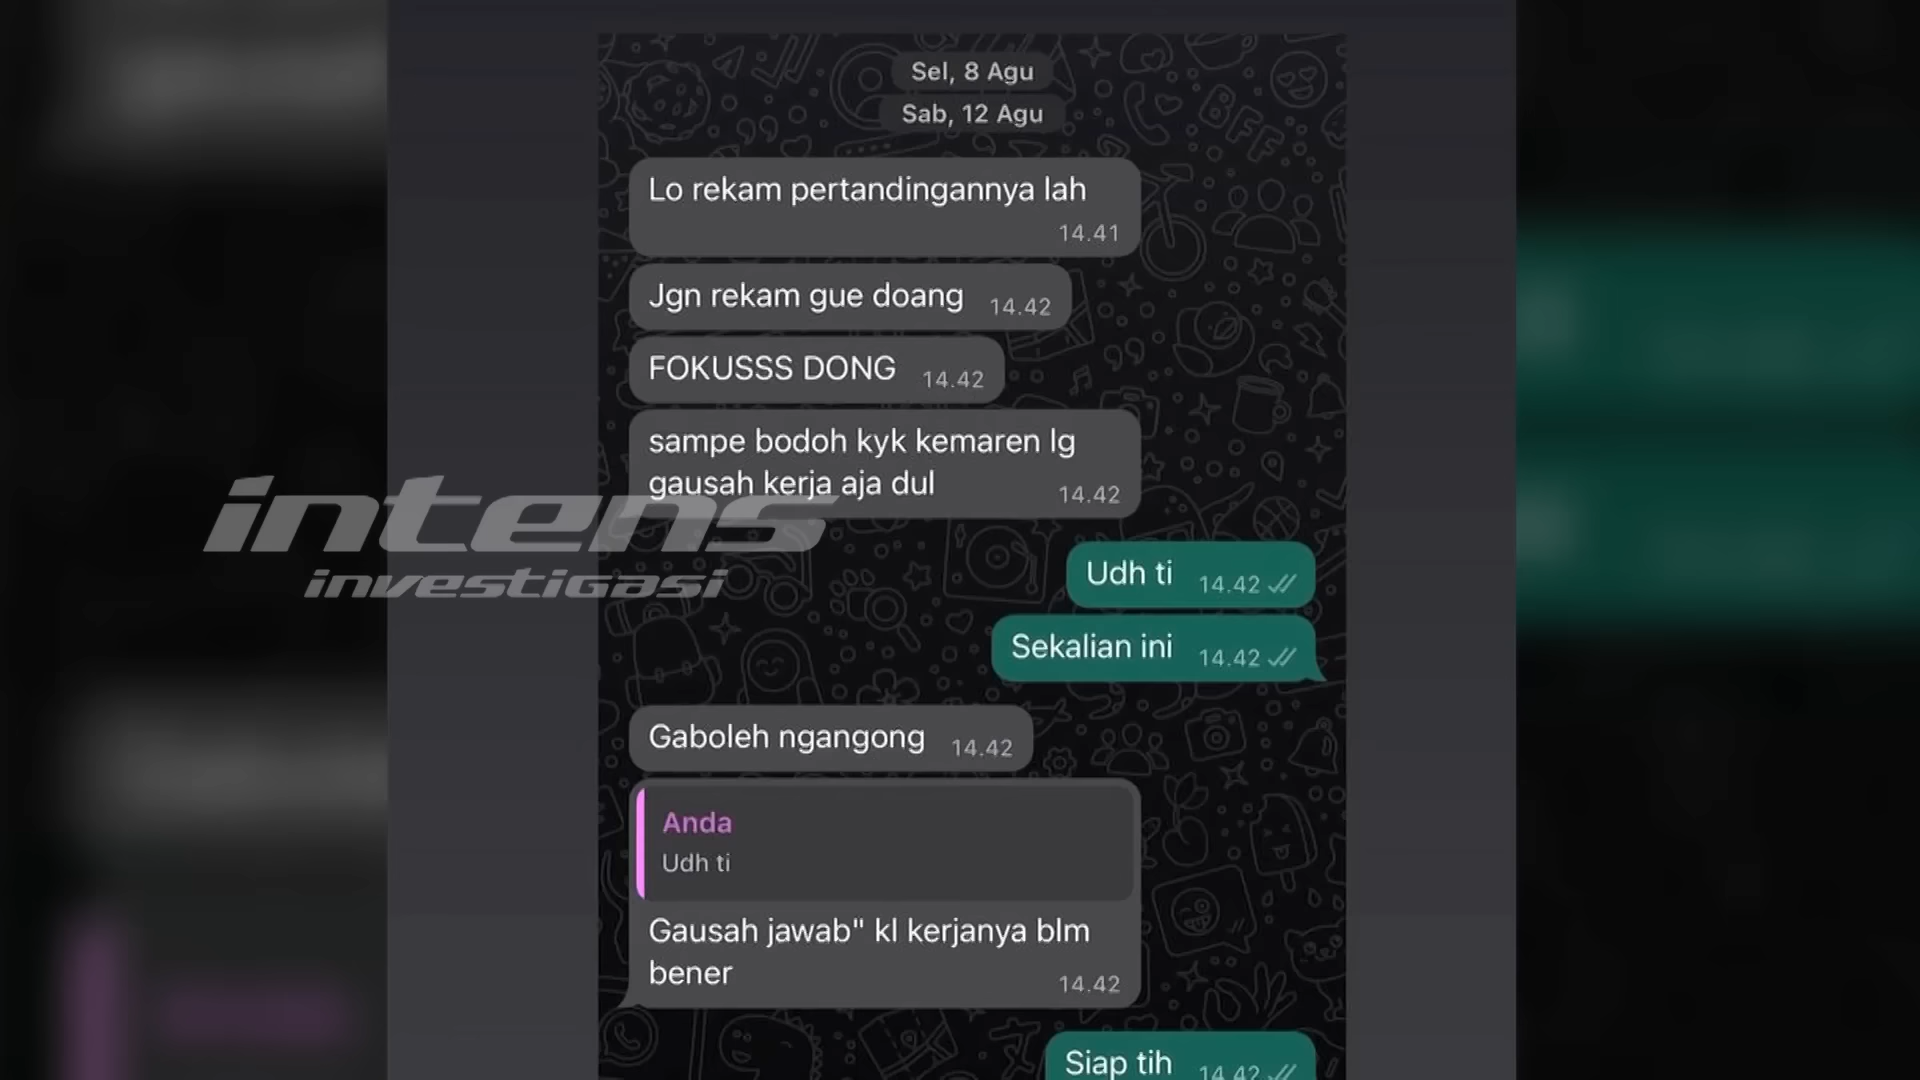 Sel, 8 Agu
Sab, 12 Agu
Lo rekam pertandingannya lah
14.41
Jgn rekam gue doang 14.42
FOKUSSS DONG 14.42
sampe bodoh kyk kemaren lg
gausah kerja aja dul 14.42
intens
investigasi
Udh ti 14.42
Sekalian ini 14.42
Gaboleh ngangong 14.42
Anda
Udh ti
Gausah jawab" kl kerjanya blm
bener 14.42
Siap tih 14.42